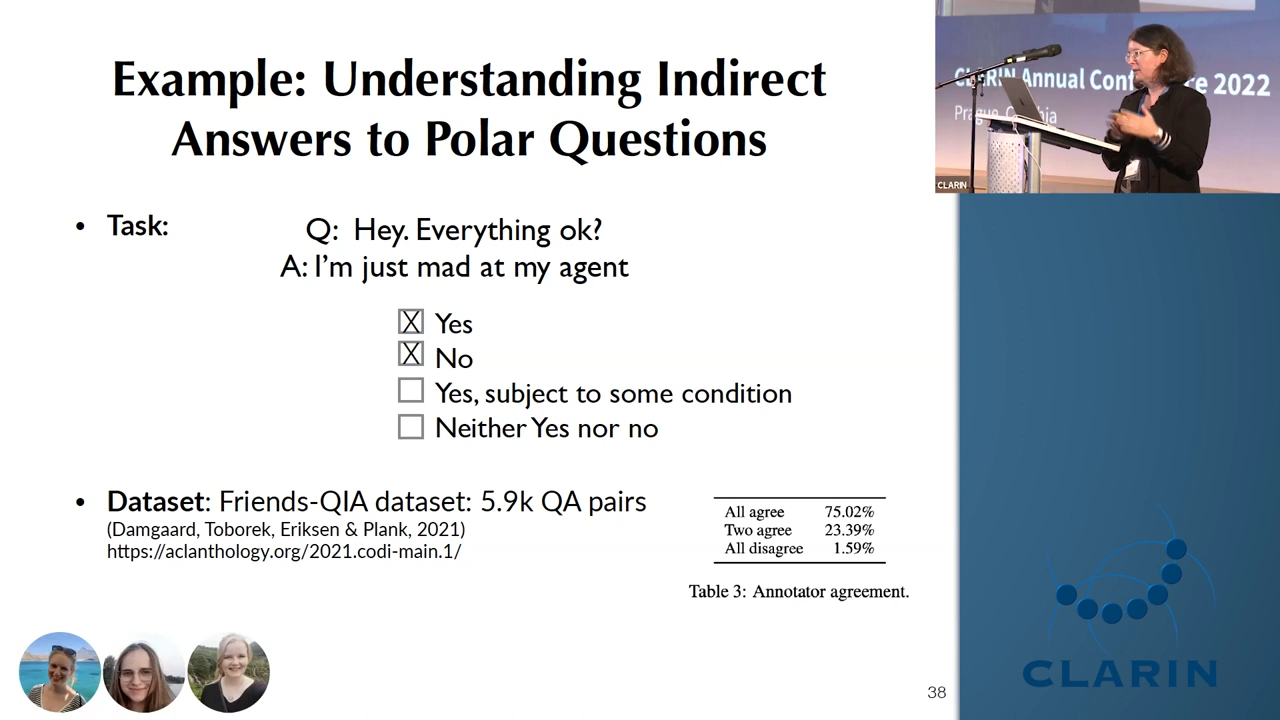 Example: Understanding Indirect
Answers to Polar Questions
• Task:
Q: Hey. Everything ok?
A: I'm just mad at my agent
X Yes
X No
Yes, subject to some condition
Neither Yes nor no
• Dataset: Friends-QIA dataset: 5.9k QA pairs
(Damgaard, Toborek, Eriksen & Plank, 2021)
https://aclanthology.org/2021.codi-main.1/
All agree 75.02%
Two agree 23.39%
All disagree 1.59%
Table 3: Annotator agreement.
38
CLARIN Annual 2022
CLARIN
CLARIN